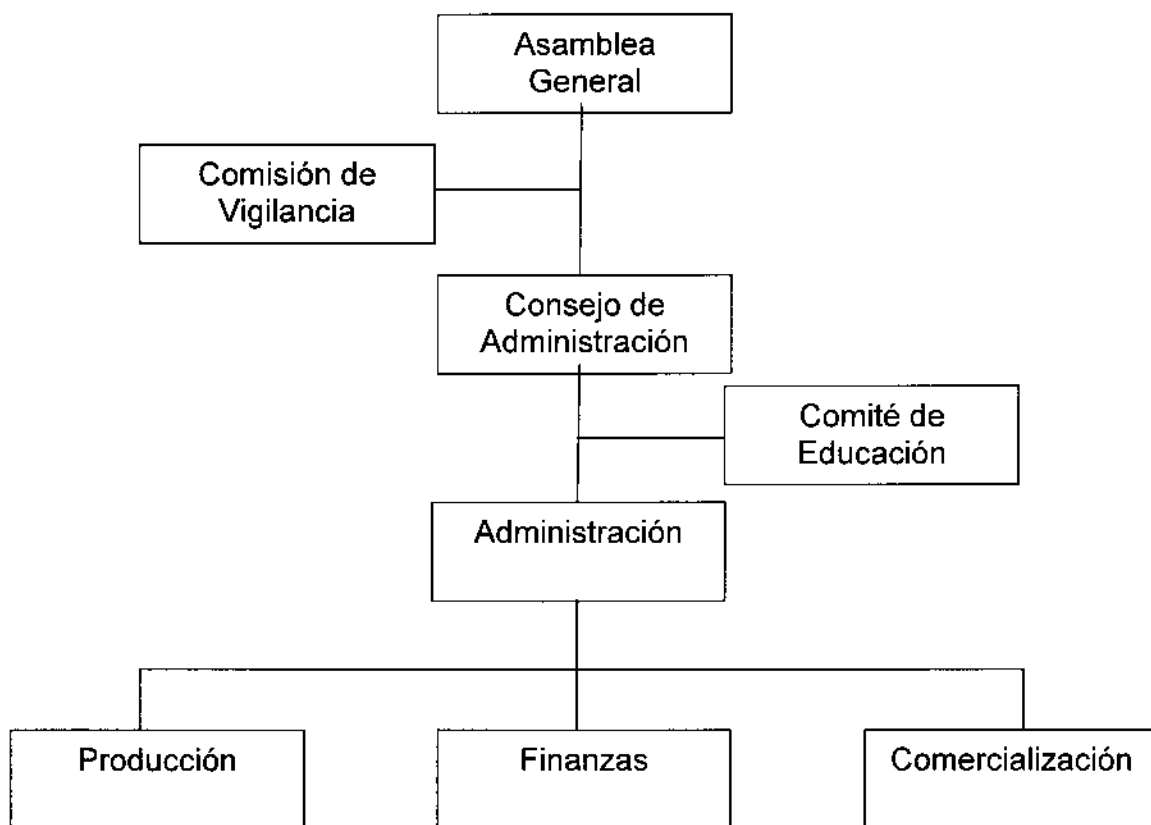 Asamblea
General
Comisión de
Vigilancia
Consejo de
Administración
Comité de
Educación
Administración
Producción
Finanzas
Comercialización